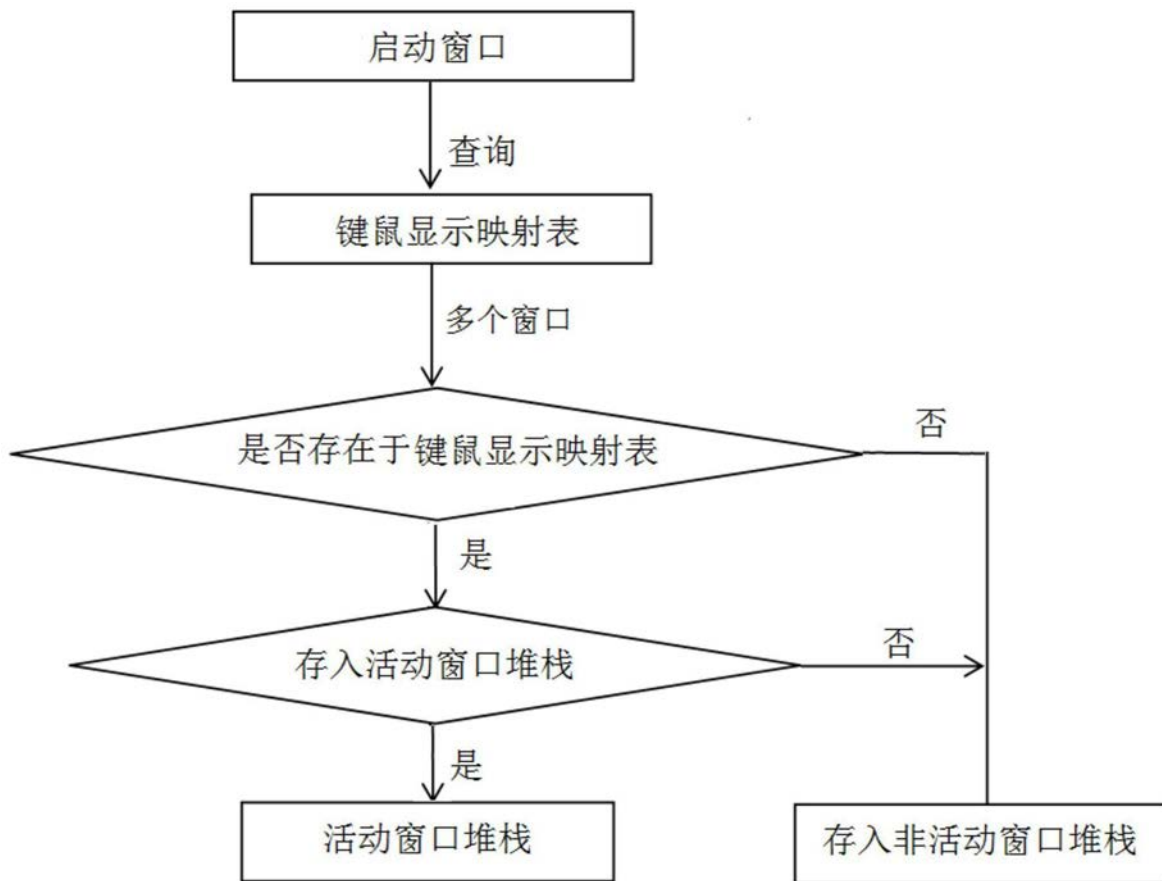 启动窗口
查询
键鼠显示映射表
多个窗口
是否存在于键鼠显示映射表
否
是
存入活动窗口堆栈
否
是
活动窗口堆栈
存入非活动窗口堆栈